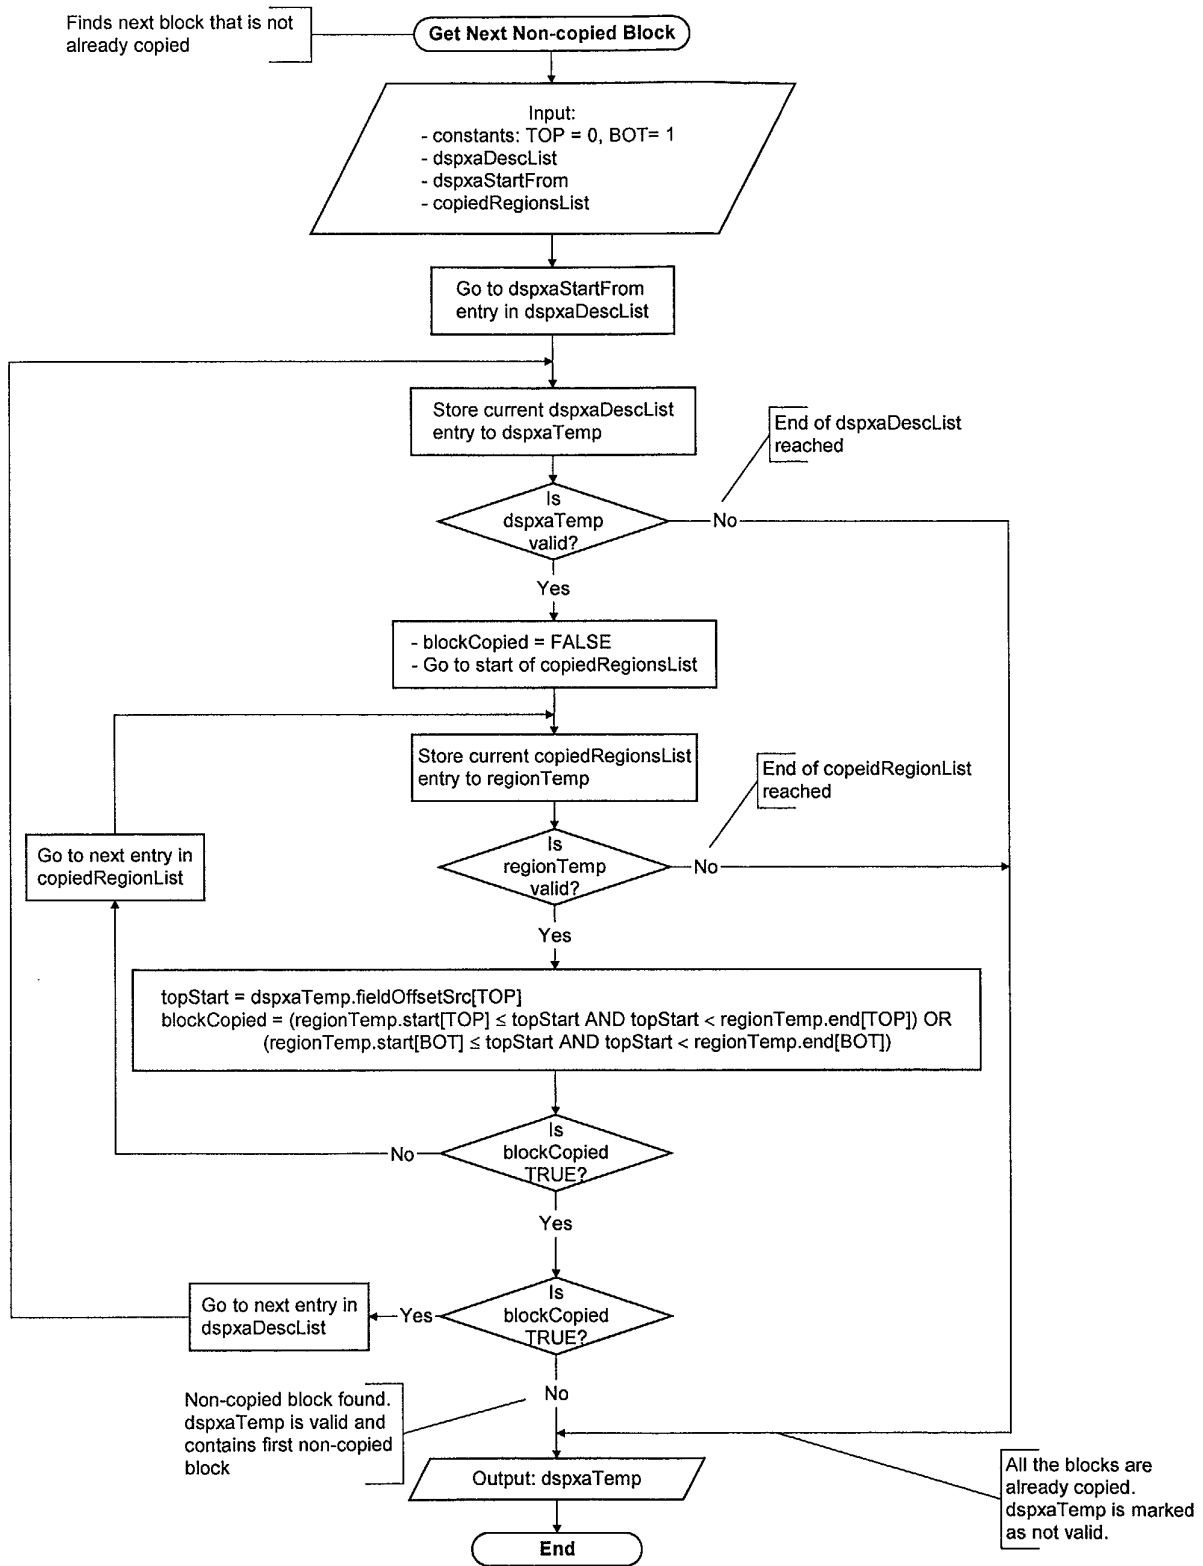 Finds next block that is not
already copied
Get Next Non-copied Block
Input:
- constants: TOP = 0, BOT= 1
- dspxaDescList
- dspxaStartFrom
- copiedRegionsList
Go to dspxaStartFrom
entry in dspxaDescList
Store current dspxaDescList
entry to dspxaTemp
End of dspxaDescList
reached
Is
dspxaTemp
valid?
No
Yes
- blockCopied = FALSE
- Go to start of copiedRegionsList
Store current copiedRegionsList
entry to regionTemp
End of copeidRegionList
reached
Go to next entry in
copiedRegionList
Is
regionTemp
valid?
No
Yes
topStart = dspxaTemp.fieldOffsetSrc[TOP]
blockCopied = (regionTemp.start[TOP] ≤ topStart AND topStart < regionTemp.end[TOP]) OR
(regionTemp.start[BOT] ≤ topStart AND topStart < regionTemp.end[BOT])
Is
blockCopied
TRUE?
No
Yes
Is
blockCopied
TRUE?
Yes
Go to next entry in
dspxaDescList
No
Non-copied block found.
dspxaTemp is valid and
contains first non-copied
block
Output: dspxaTemp
All the blocks are
already copied.
dspxaTemp is marked
as not valid.
End